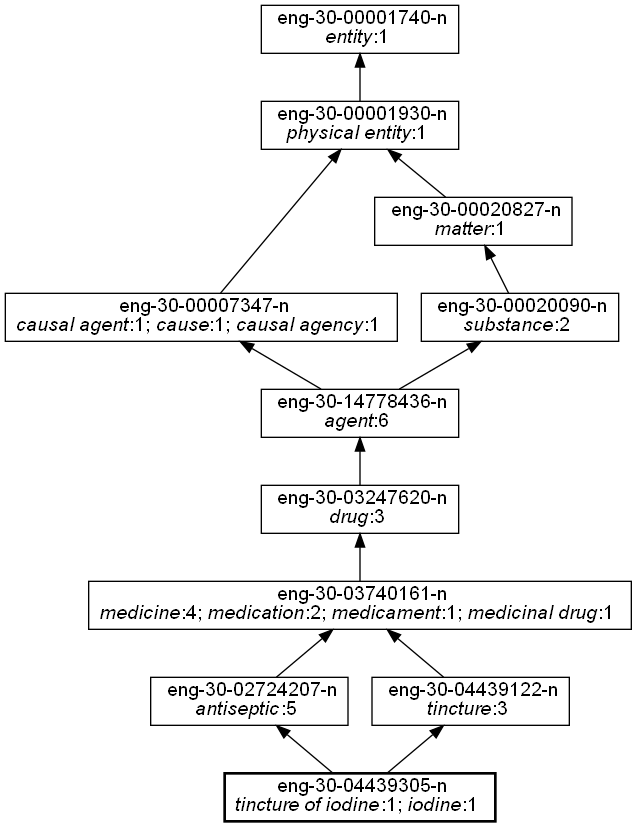 eng-30-00001740-n
entity:1
eng-30-00001930-n
physical entity:1
eng-30-00020827-n
matter:1
eng-30-00007347-n
causal agent:1; cause:1; causal agency:1
eng-30-00020090-n
substance:2
eng-30-14778436-n
agent:6
eng-30-03247620-n
drug:3
eng-30-03740161-n
medicine:4; medication:2; medicament:1; medicinal drug:1
eng-30-02724207-n
antiseptic:5
eng-30-04439122-n
tincture:3
eng-30-04439305-n
tincture of iodine:1; iodine:1